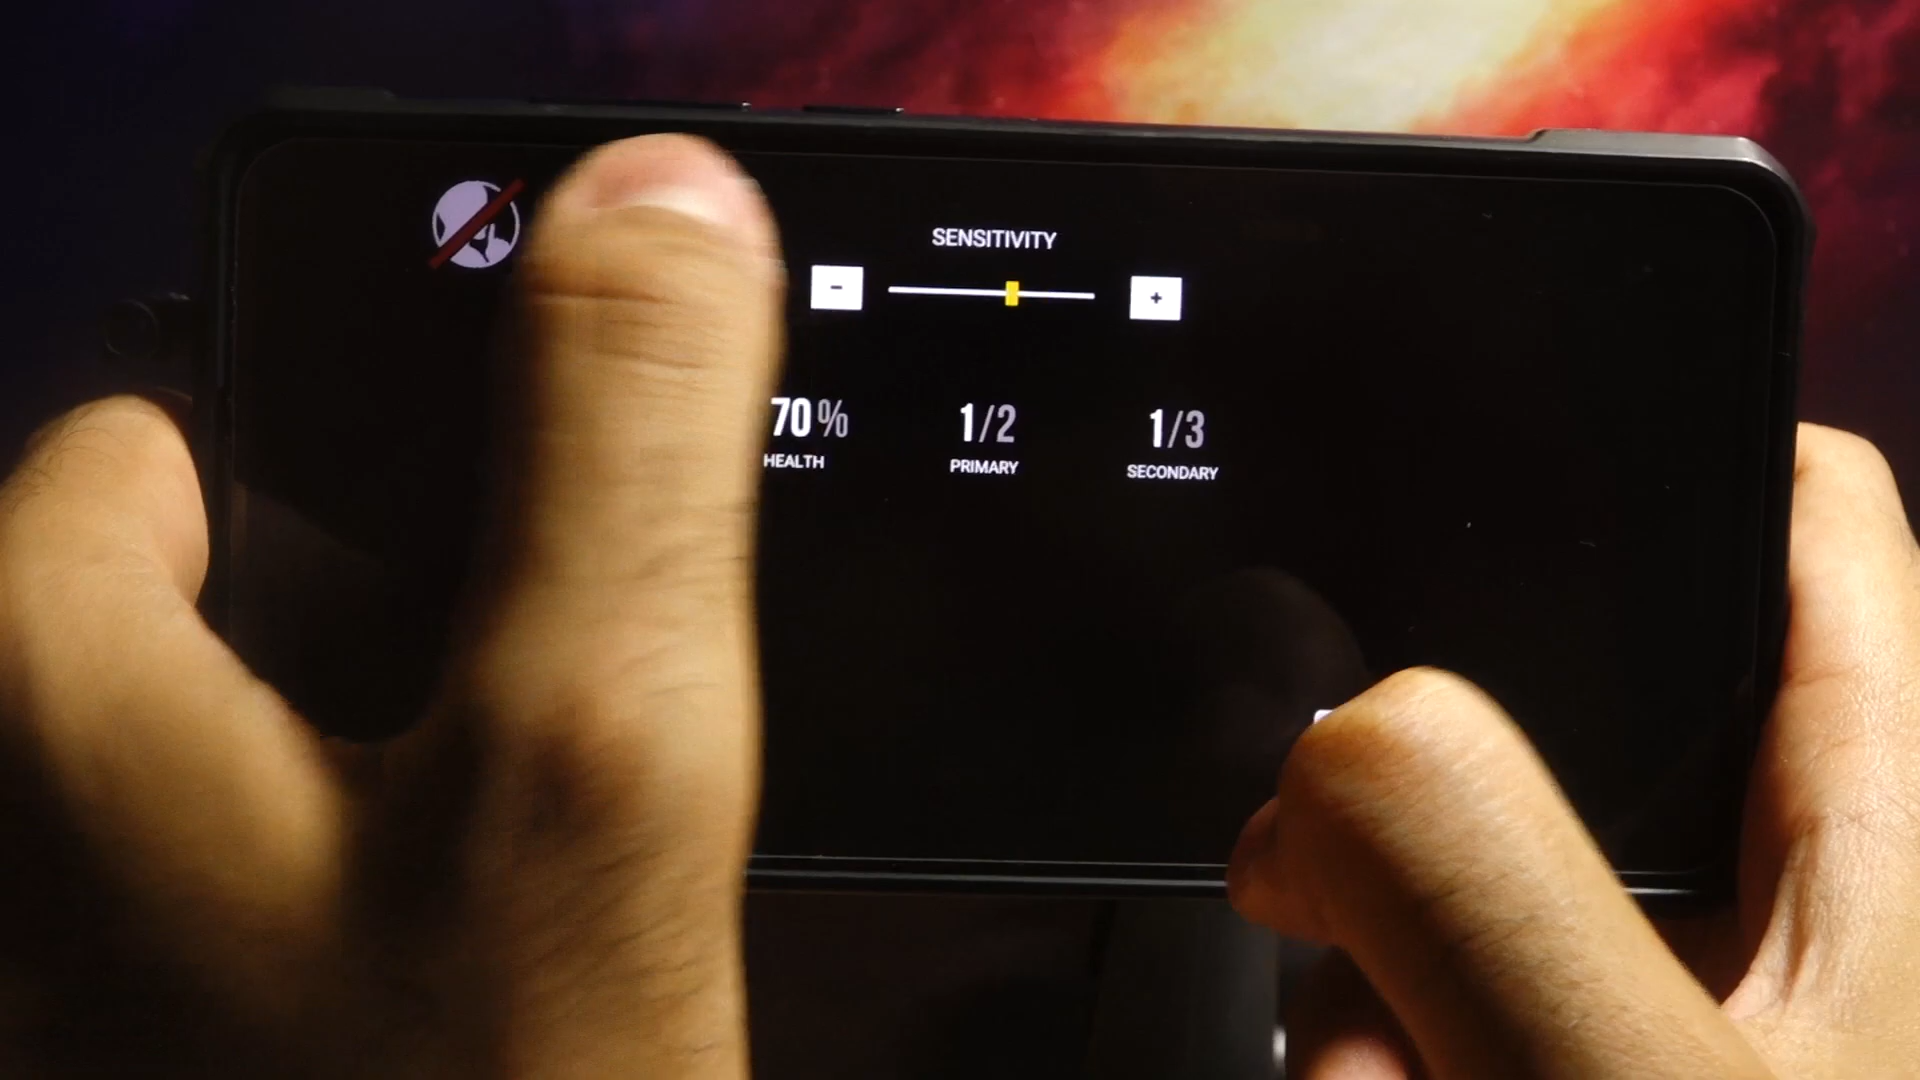 SENSITIVITY
- +
70% 1/2 1/3
HEALTH PRIMARY SECONDARY